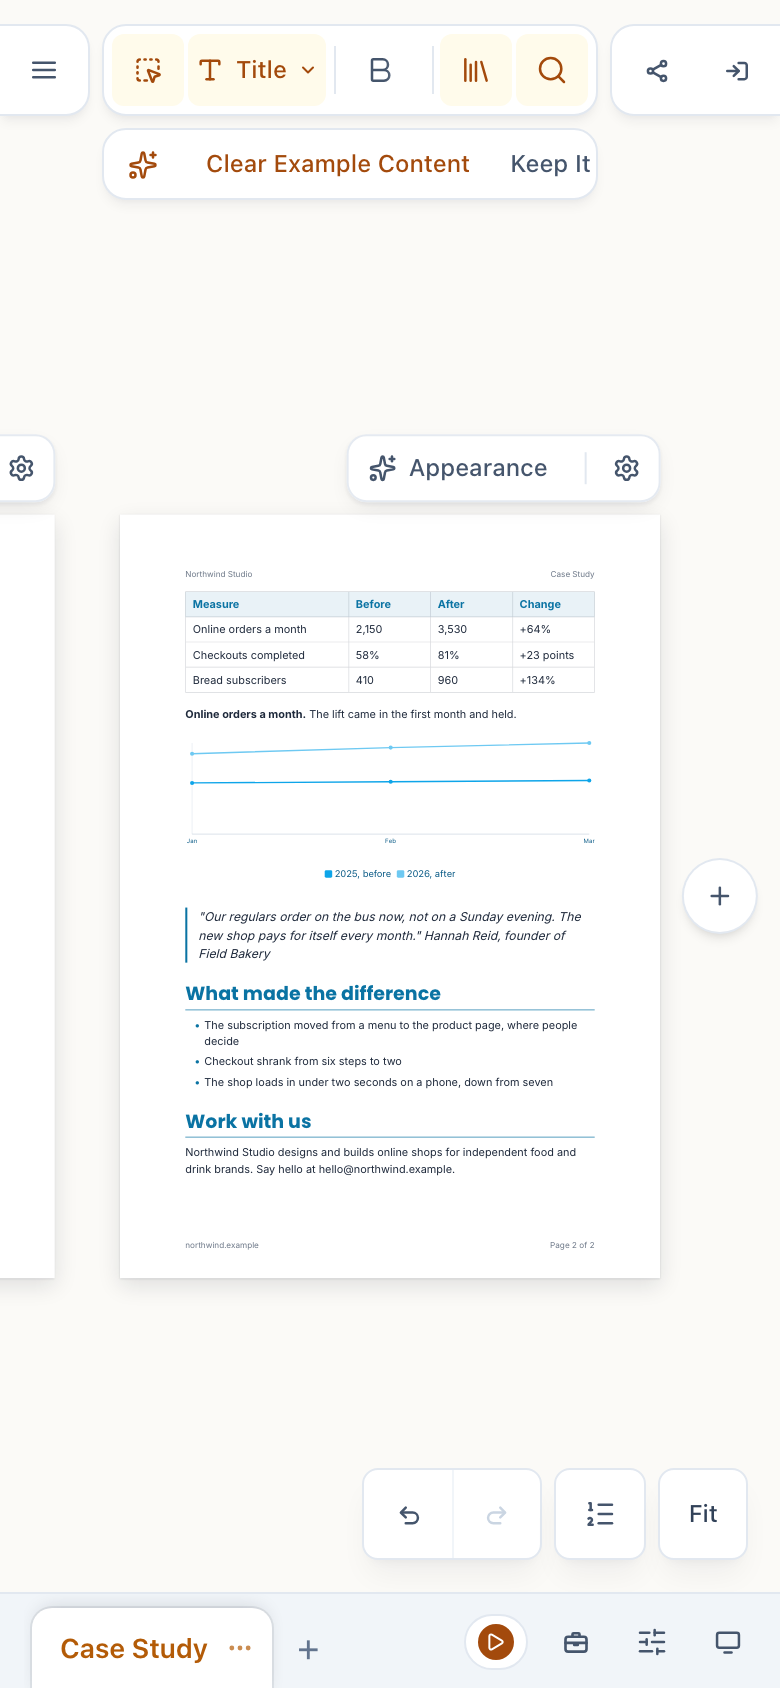 Title
B
Clear Example Content Keep It
Appearance
Northwind Studio Case Study
Measure Before After Change
Online orders a month 2,150 3,530 +64%
Checkouts completed 58% 81% +23 points
Bread subscribers 410 960 +134%
Online orders a month. The lift came in the first month and held.
Jan Feb Mar
2025, before 2026, after
"Our regulars order on the bus now, not on a Sunday evening. The
new shop pays for itself every month." Hannah Reid, founder of
Field Bakery
What made the difference
• The subscription moved from a menu to the product page, where people
decide
• Checkout shrank from six steps to two
• The shop loads in under two seconds on a phone, down from seven
Work with us
Northwind Studio designs and builds online shops for independent food and
drink brands. Say hello at hello@northwind.example.
northwind.example Page 2 of 2
Fit
Case Study